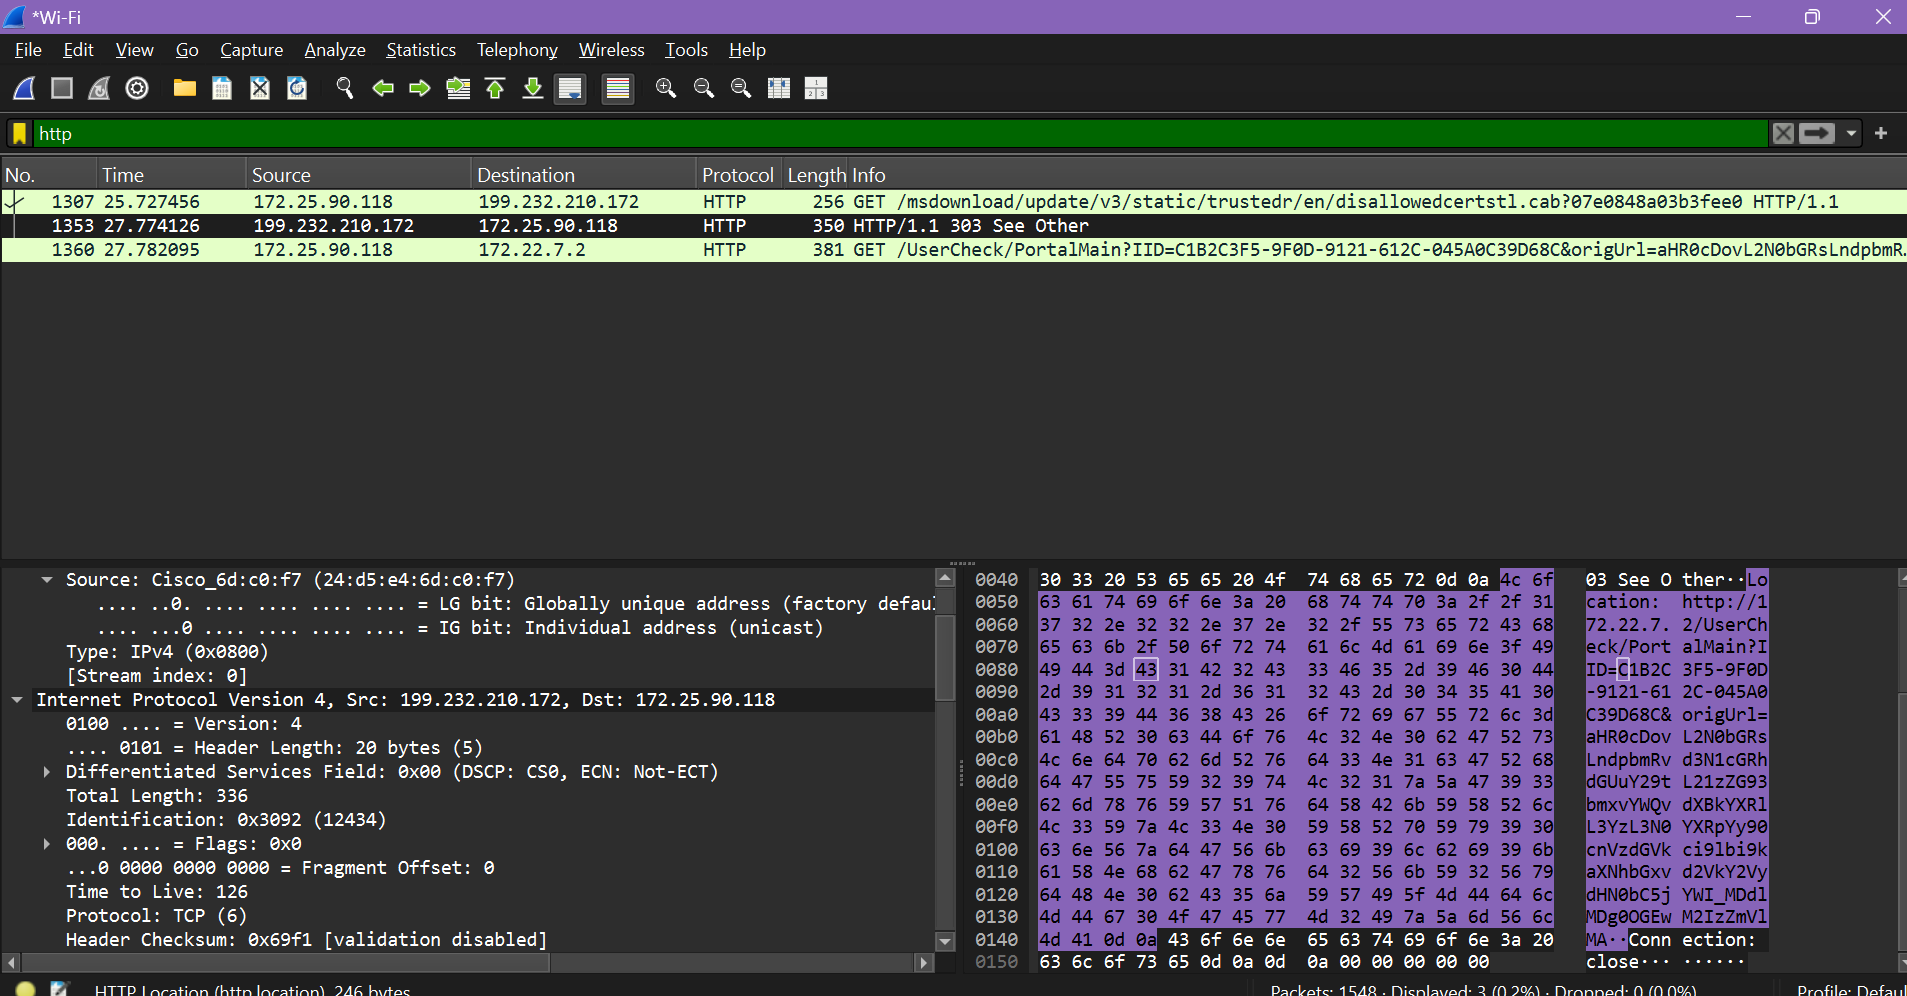 *Wi-Fi
File Edit View Go Capture Analyze Statistics Telephony Wireless Tools Help
http
No. Time Source Destination Protocol Length Info
1307 25.727456 172.25.90.118 199.232.210.172 HTTP 256 GET /msdownload/update/v3/static/trustedr/en/disallowedcertstl.cab?07e0848a03b3fee0 HTTP/1.1
1353 27.774126 199.232.210.172 172.25.90.118 HTTP 350 HTTP/1.1 303 See Other
1360 27.782095 172.25.90.118 172.22.7.2 HTTP 381 GET /UserCheck/PortalMain?IID=C1B2C3F5-9F0D-9121-612C-045A0C39D68C&origUrl=aHR0cDovL2N0bGRsLndpbmR.
Source: Cisco_6d:c0:f7 (24:d5:e4:6d:c0:f7)
.... ..0. .... .... .... .... = LG bit: Globally unique address (factory defau
.... ...0 .... .... .... .... = IG bit: Individual address (unicast)
Type: IPv4 (0x0800)
[Stream index: 0]
Internet Protocol Version 4, Src: 199.232.210.172, Dst: 172.25.90.118
0100 .... = Version: 4
.... 0101 = Header Length: 20 bytes (5)
Differentiated Services Field: 0x00 (DSCP: CS0, ECN: Not-ECT)
Total Length: 336
Identification: 0x3092 (12434)
000. .... = Flags: 0x0
...0 0000 0000 0000 = Fragment Offset: 0
Time to Live: 126
Protocol: TCP (6)
Header Checksum: 0x69f1 [validation disabled]
0040 30 33 20 53 65 65 20 4f 74 68 65 72 0d 0a 4c 6f 03 See O ther··Lo
0050 63 61 74 69 6f 6e 3a 20 68 74 74 70 3a 2f 2f 31 cation: http://1
0060 37 32 2e 32 32 2e 37 2e 32 2f 55 73 65 72 43 68 72.22.7. 2/UserCh
0070 65 63 6b 2f 50 6f 72 74 61 6c 4d 61 69 6e 3f 49 eck/Port alMain?I
0080 49 44 3d 43 31 42 32 43 33 46 35 2d 39 46 30 44 ID=C1B2C 3F5-9F0D
0090 2d 39 31 32 31 2d 36 31 32 43 2d 30 34 35 41 30 -9121-61 2C-045A0
00a0 43 33 39 44 36 38 43 26 6f 72 69 67 55 72 6c 3d C39D68C& origUrl=
00b0 61 48 52 30 63 44 6f 76 4c 32 4e 30 62 47 52 73 aHR0cDov L2N0bGRs
00c0 4c 6e 64 70 62 6d 52 76 64 33 4e 31 63 47 52 68 LndpbmRv d3N1cGRh
00d0 64 47 55 75 59 32 39 74 4c 32 31 7a 5a 47 39 33 dGUuY29t L21zZG93
00e0 62 6d 78 76 59 57 51 76 64 58 42 6b 59 58 52 6c bmxvYWQv dXBkYXRl
00f0 4c 33 59 7a 4c 33 4e 30 59 58 52 70 59 79 39 30 L3YzL3N0 YXRpYy90
0100 63 6e 56 7a 64 47 56 6b 63 69 39 6c 62 69 39 6b cnVzdGVk ci9lbi9k
0110 61 58 4e 68 62 47 78 76 64 32 56 6b 59 32 56 79 aXNhbGxv d2VkY2Vy
0120 64 48 4e 30 62 43 35 6a 59 57 49 5f 4d 44 64 6c dHN0bC5j YWI_MDdl
0130 4d 44 67 30 4f 47 45 77 4d 32 49 7a 5a 6d 56 6c MDg0OGEw M2IzZmVl
0140 4d 41 0d 0a 43 6f 6e 6e 65 63 74 69 6f 6e 3a 20 MA··Conn ection:
0150 63 6c 6f 73 65 0d 0a 0d 0a 00 00 00 00 00 close··· ······
HTTP Location (http.location), 246 bytes
Packets: 1548 · Displayed: 3 (0.2%) · Dropped: 0 (0.0%)
Profile: Defaul